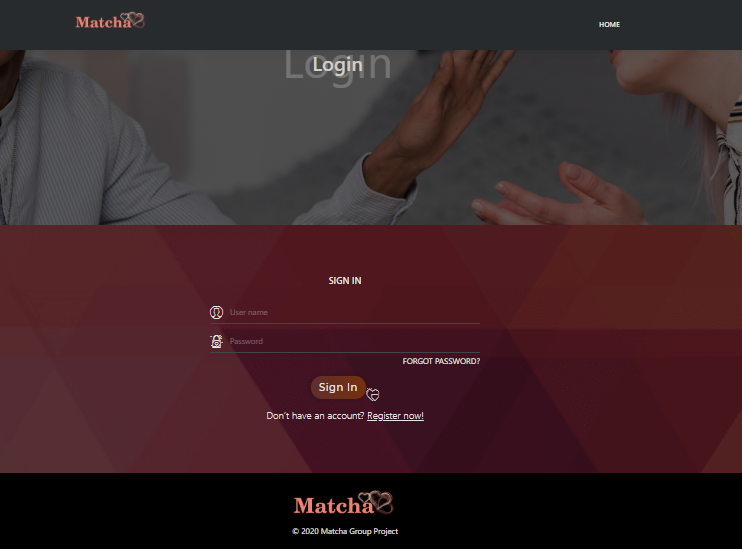 Matcha
HOME
Login
Login
SIGN IN
User name
Password
FORGOT PASSWORD?
Sign In
Don't have an account? Register now!
Matcha
© 2020 Matcha Group Project